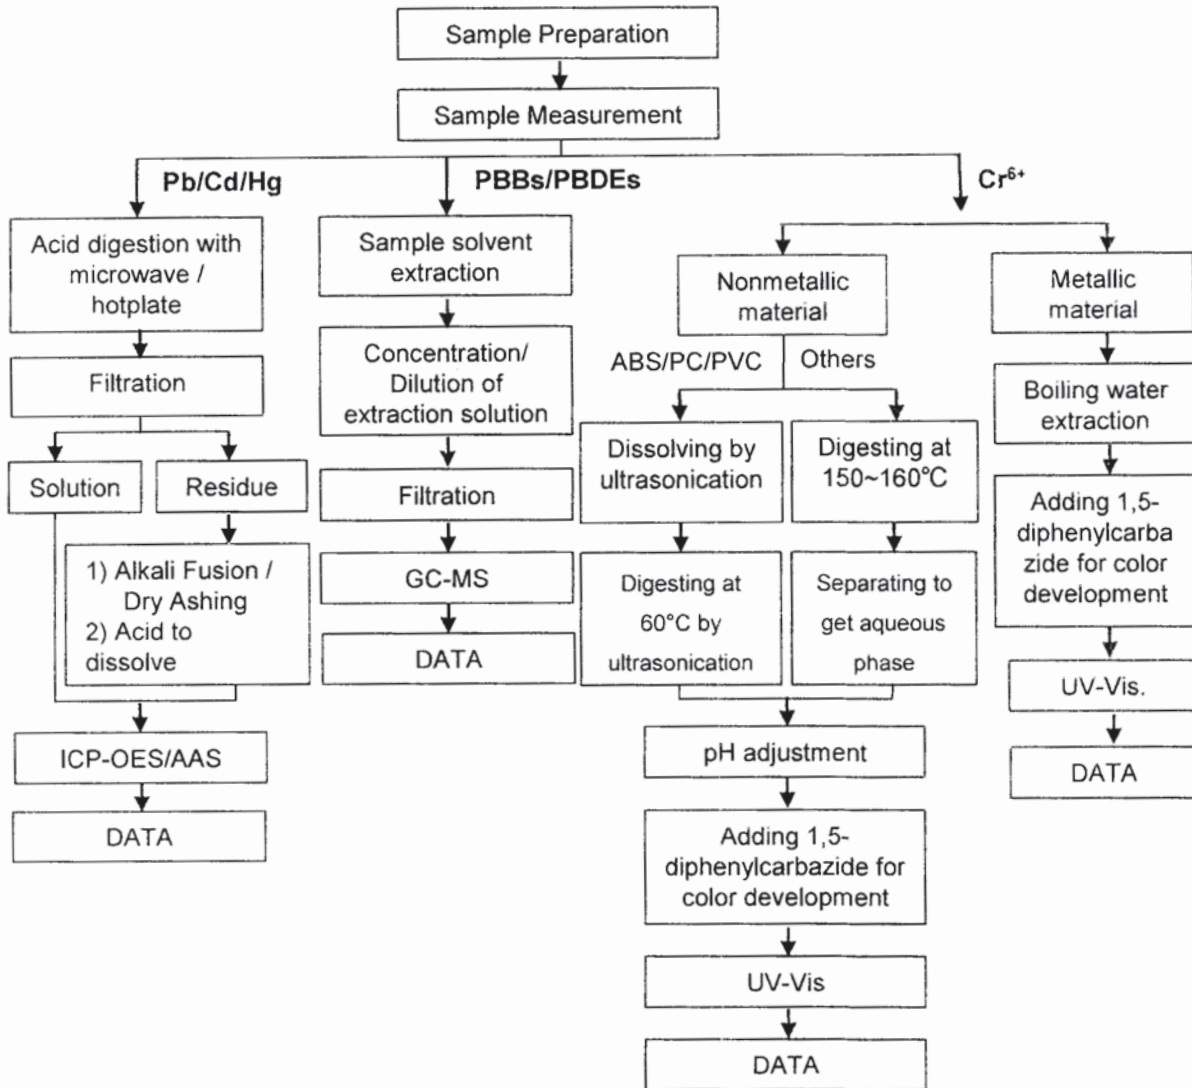 Sample Preparation
Sample Measurement
Pb/Cd/Hg
Acid digestion with
microwave /
hotplate
Filtration
Solution
Residue
1) Alkali Fusion /
Dry Ashing
2) Acid to
dissolve
ICP-OES/AAS
DATA
PBBs/PBDEs
Sample solvent
extraction
Concentration/
Dilution of
extraction solution
Filtration
GC-MS
DATA
Cr⁶⁺
Nonmetallic
material
ABS/PC/PVC
Others
Dissolving by
ultrasonication
Digesting at
60°C by
ultrasonication
Digesting at
150~160°C
Separating to
get aqueous
phase
pH adjustment
Adding 1,5-
diphenylcarbazide for
color development
UV-Vis
DATA
Metallic
material
Boiling water
extraction
Adding 1,5-
diphenylcarba
zide for color
development
UV-Vis.
DATA